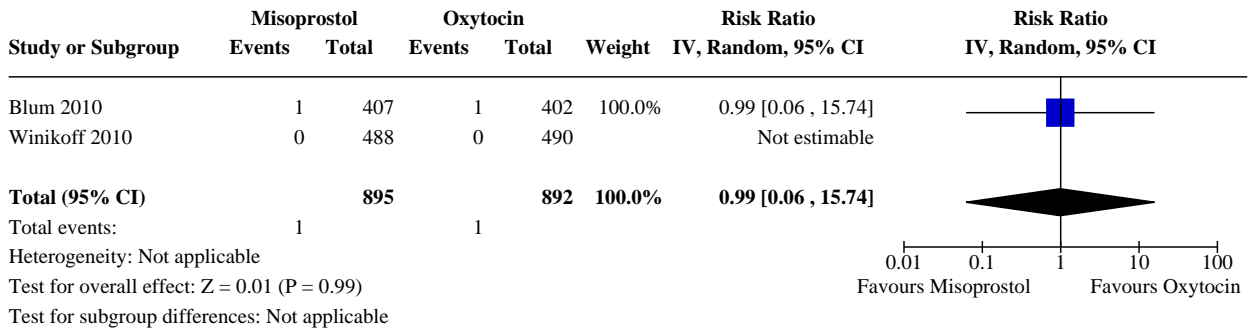 Misoprostol Oxytocin Risk Ratio Risk Ratio
Study or Subgroup Events Total Events Total Weight IV, Random, 95% CI IV, Random, 95% CI
Blum 2010 1 407 1 402 100.0% 0.99 [0.06 , 15.74]
Winikoff 2010 0 488 0 490 Not estimable
Total (95% CI) 895 892 100.0% 0.99 [0.06 , 15.74]
Total events: 1 1
Heterogeneity: Not applicable
0.01 0.1 1 10 100
Test for overall effect: Z = 0.01 (P = 0.99)
Favours Misoprostol Favours Oxytocin
Test for subgroup differences: Not applicable